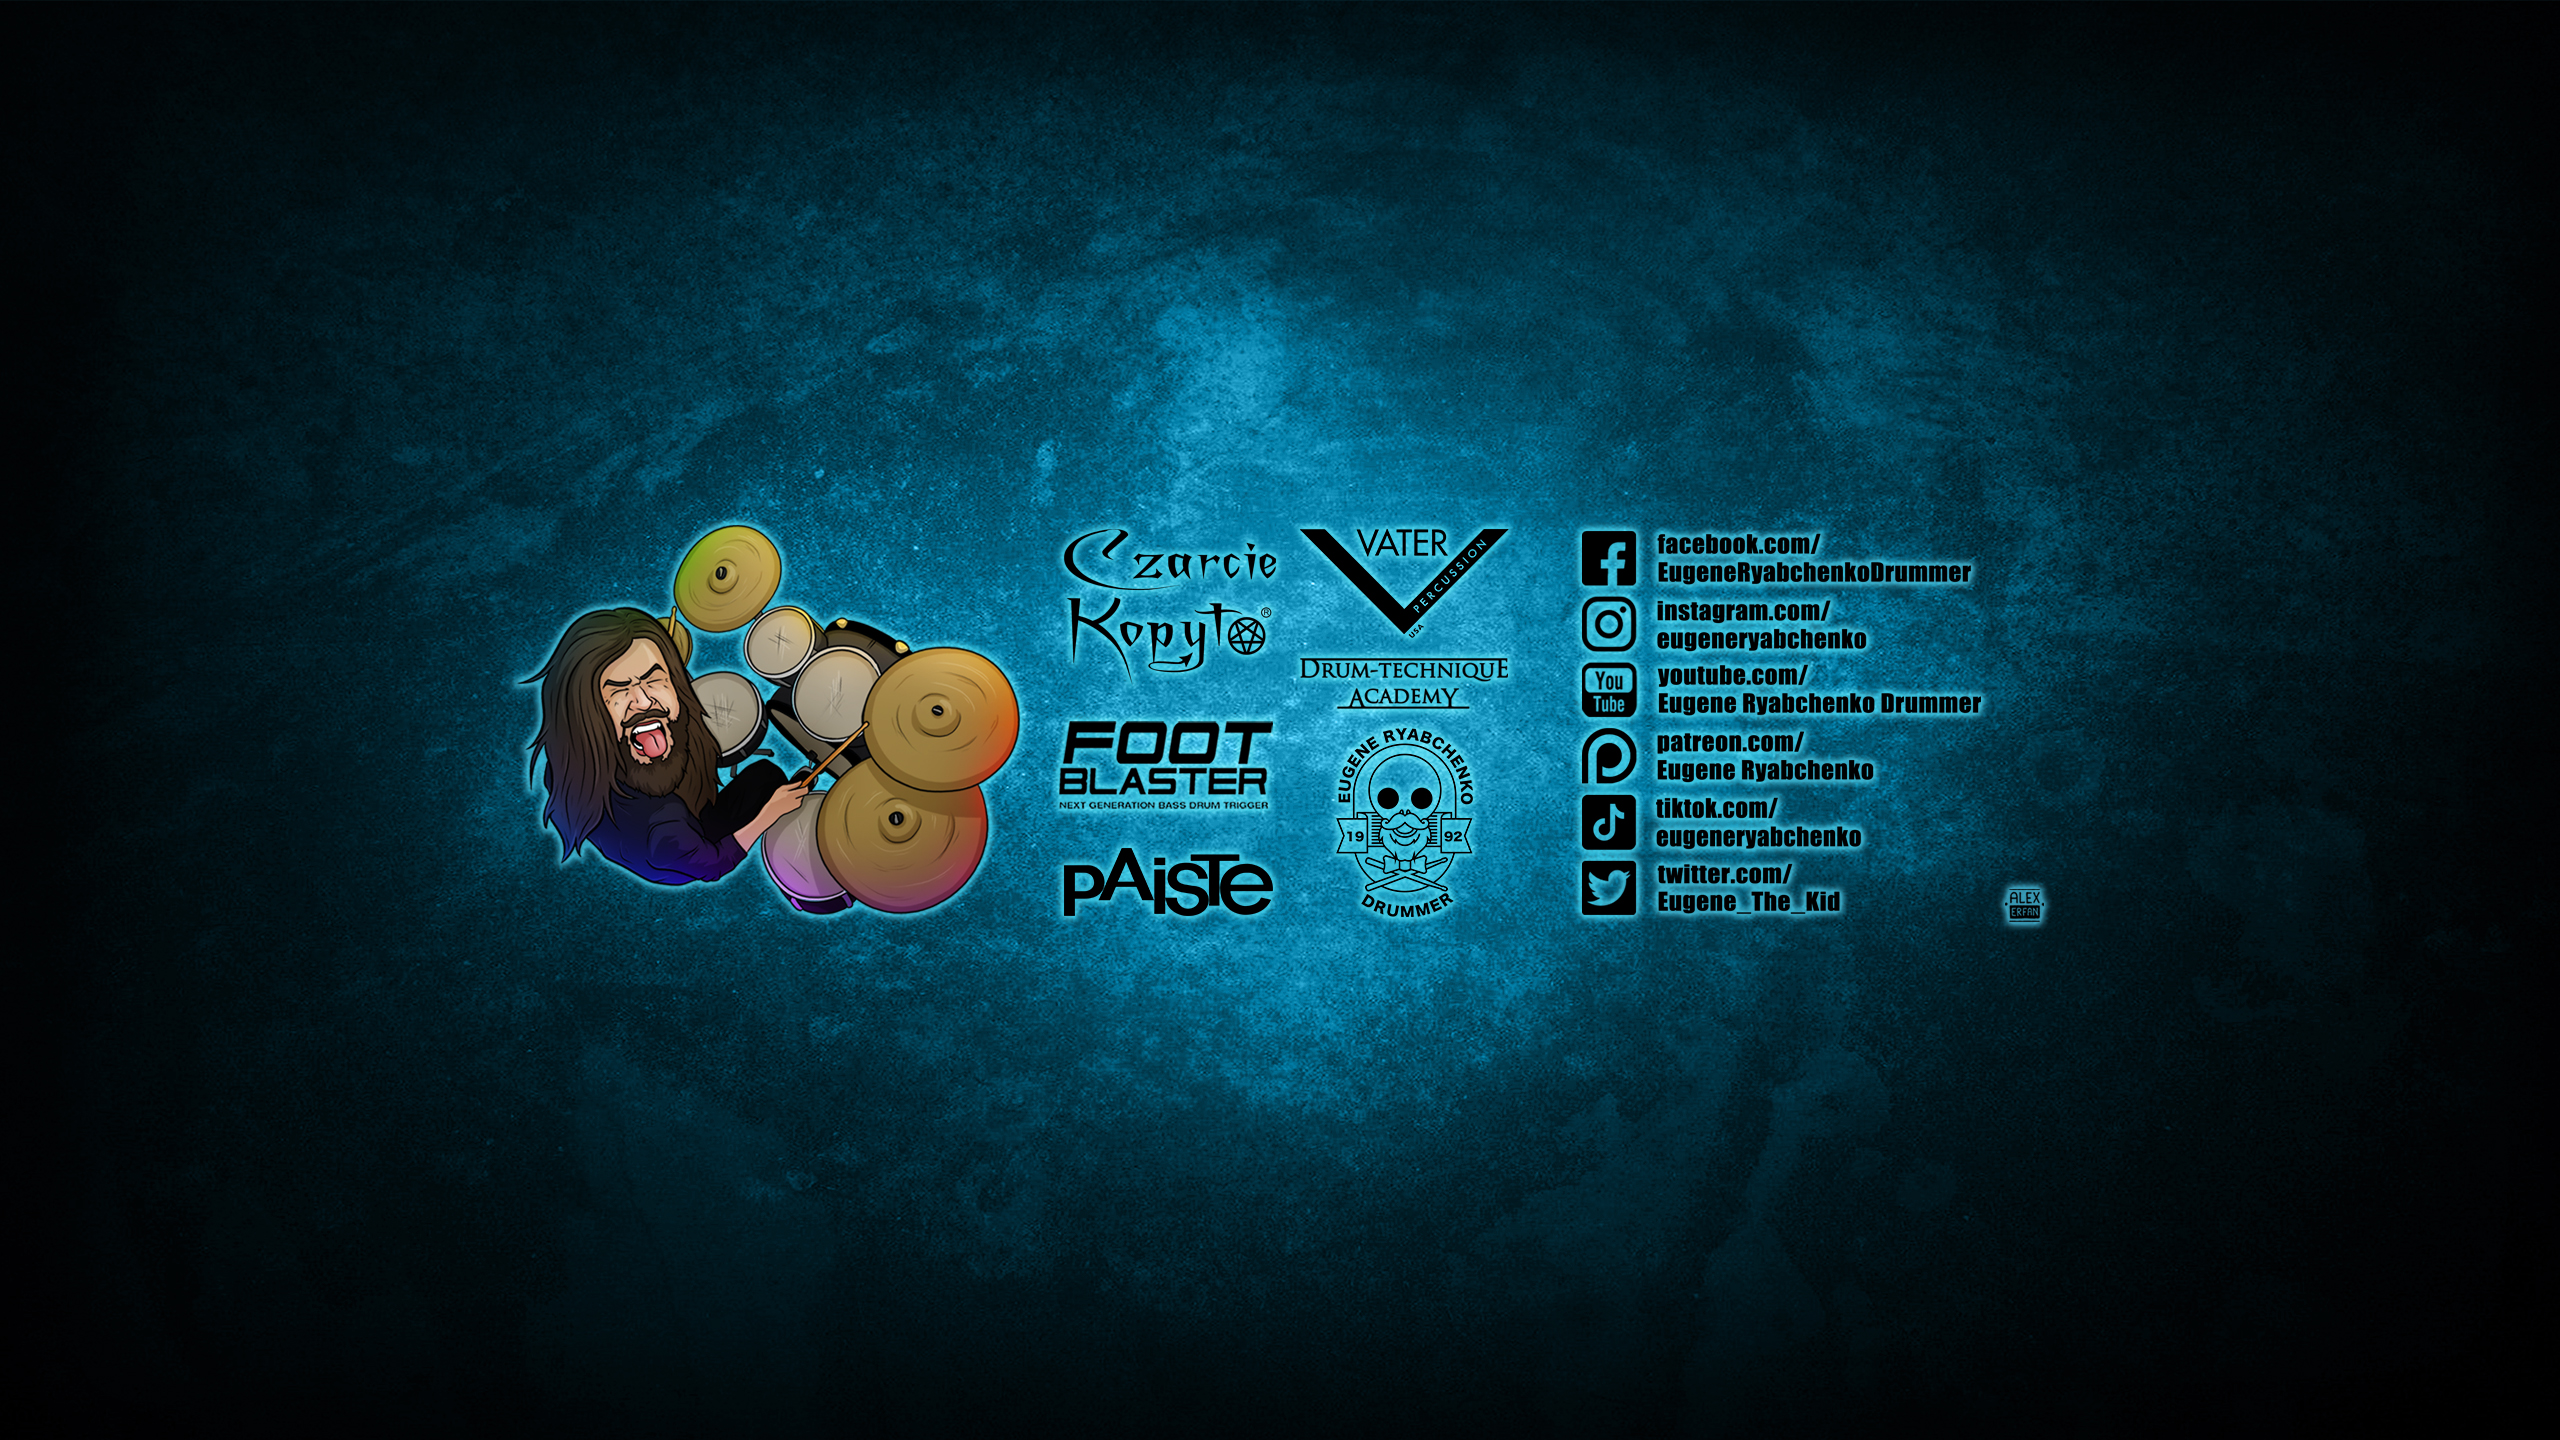 Czarcie
Kopyto®
FOOT
BLASTER
NEXT GENERATION BASS DRUM TRIGGER
PAiSTe
VATER
PERCUSSION
USA
DRUM-TECHNIQUE
ACADEMY
EUGENE RYABCHENKO
19 92
DRUMMER
facebook.com/
EugeneRyabchenkoDrummer
instagram.com/
eugeneryabchenko
You
Tube
youtube.com/
Eugene Ryabchenko Drummer
patreon.com/
Eugene Ryabchenko
tiktok.com/
eugeneryabchenko
twitter.com/
Eugene_The_Kid
ALEX
ERFAN